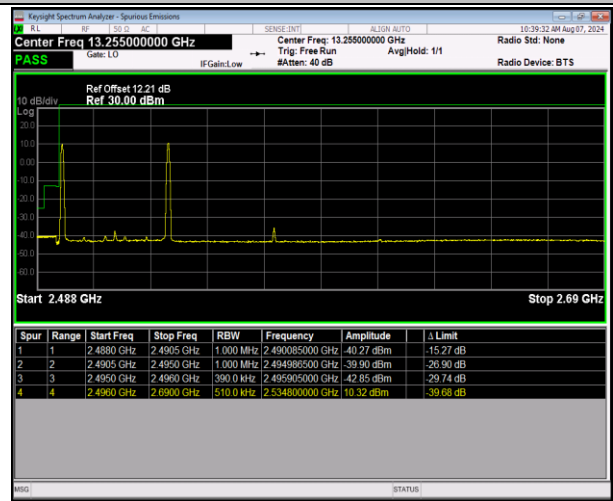 Keysight Spectrum Analyzer - Spurious Emissions
RL RF 50 Ω AC SENSE:INT ALIGN AUTO 10:39:32 AM Aug 07, 2024
Center Freq 13.255000000 GHz Center Freq: 13.255000000 GHz Radio Std: None
Trig: Free Run Avg|Hold: 1/1
PASS Gate: LO IFGain:Low #Atten: 40 dB Radio Device: BTS
Ref Offset 12.21 dB
10 dB/div Ref 30.00 dBm
Log
20.0
10.0
0.00
-10.0
-20.0
-30.0
-40.0
-50.0
-60.0
Start 2.488 GHz Stop 2.69 GHz
Spur Range Start Freq Stop Freq RBW Frequency Amplitude Δ Limit
1 1 2.4880 GHz 2.4905 GHz 1.000 MHz 2.490085000 GHz -40.27 dBm -15.27 dB
2 2 2.4905 GHz 2.4950 GHz 1.000 MHz 2.494986500 GHz -39.90 dBm -26.90 dB
3 3 2.4950 GHz 2.4960 GHz 390.0 kHz 2.495905000 GHz -42.85 dBm -29.74 dB
4 4 2.4960 GHz 2.6900 GHz 510.0 kHz 2.534800000 GHz 10.32 dBm -39.68 dB
MSG STATUS